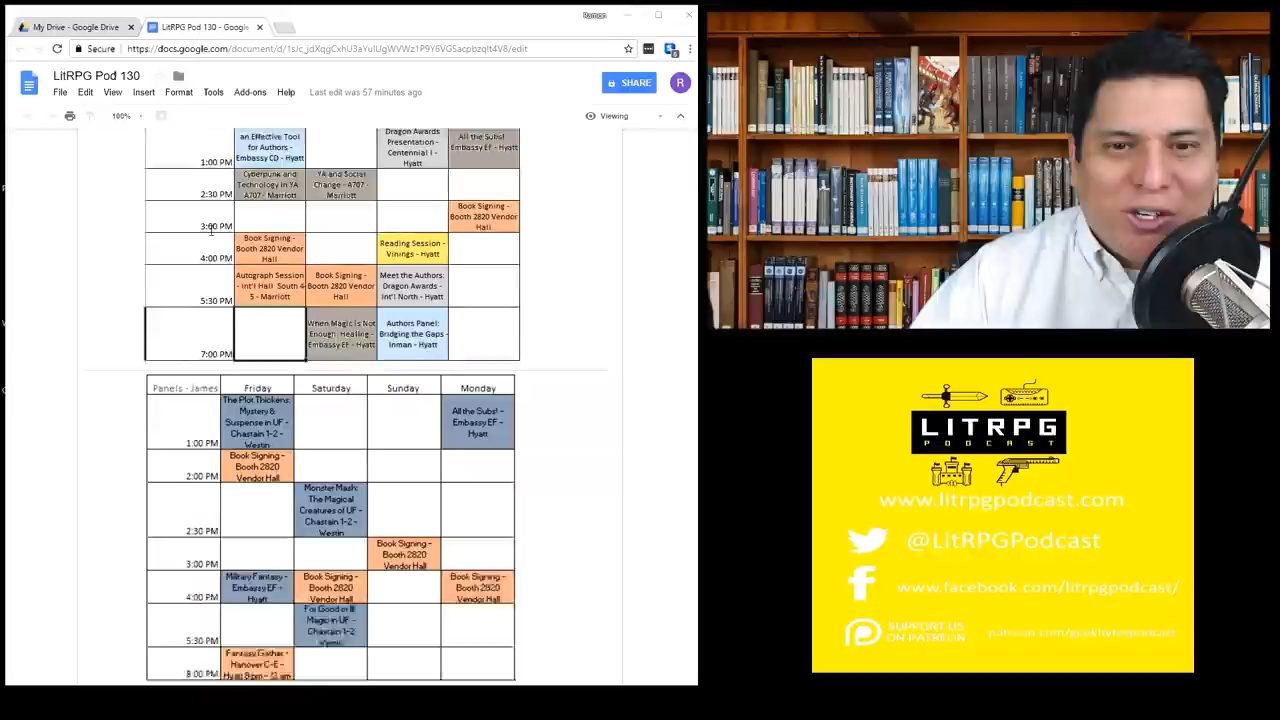 Ramon
My Drive - Google Drive
LitRPG Pod 130 - Google
Secure
LitRPG Pod 130
File Edit View Insert Format Tools Add-ons Help Last edit was 57 minutes ago
SHARE
R
100%
Viewing
an Effective Tool
for Authors -
Embassy CD - Hyatt
Dragon Awards
Presentation -
Centennial I -
Hyatt
All the Subs!
Embassy EF - Hyatt
1:00 PM
Cyberpunk and
Technology in YA
A707 - Marriott
YA and Social
Change - A707 -
Marriott
2:30 PM
Book Signing -
Booth 2820 Vendor
Hall
3:00 PM
Book Signing -
Booth 2820 Vendor
Hall
Reading Session -
Vinings - Hyatt
4:00 PM
Autograph Session
- Int'l Hall South 4-
5 - Marriott
Book Signing -
Booth 2820 Vendor
Hall
Meet the Authors:
Dragon Awards -
Int'l North - Hyatt
5:30 PM
When Magic Is Not
Enough: Healing -
Embassy EF - Hyatt
Authors Panel:
Bridging the Gaps -
Inman - Hyatt
7:00 PM
Panels - James Friday Saturday Sunday Monday
The Plot Thickens:
Mystery &
Suspense in UF -
Chastain 1-2 -
Westin
All the Subs! -
Embassy EF -
Hyatt
1:00 PM
Book Signing -
Booth 2820
Vendor Hall
2:00 PM
Monster Mash:
The Magical
Creatures of UF -
Chastain 1-2 -
Westin
2:30 PM
Book Signing -
Booth 2820
Vendor Hall
3:00 PM
Military Fantasy -
Embassy EF -
Hyatt
Book Signing -
Booth 2820
Vendor Hall
Book Signing -
Booth 2820
Vendor Hall
4:00 PM
For Good or Ill
Magic in UF -
Chastain 1-2
5:30 PM
Hanover C-E -
8:00 PM
LITRPG
PODCAST
www.litrpgpodcast.com
@LitRPGPodcast
www.facebook.com/litrpgpodcast/
SUPPORT US
ON PATREON